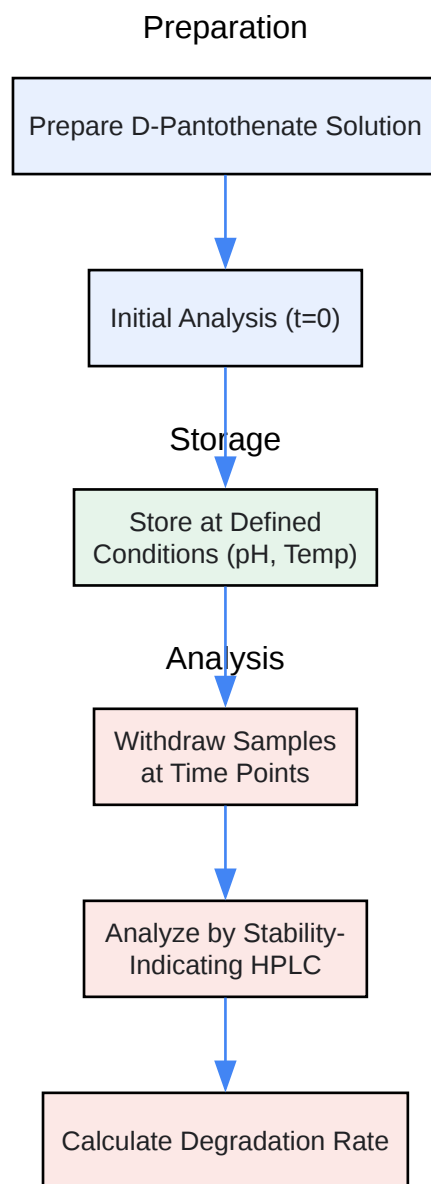 Preparation
Prepare D-Pantothenate Solution
Initial Analysis (t=0)
Storage
Store at Defined
Conditions (pH, Temp)
Analysis
Withdraw Samples
at Time Points
Analyze by Stability-
Indicating HPLC
Calculate Degradation Rate